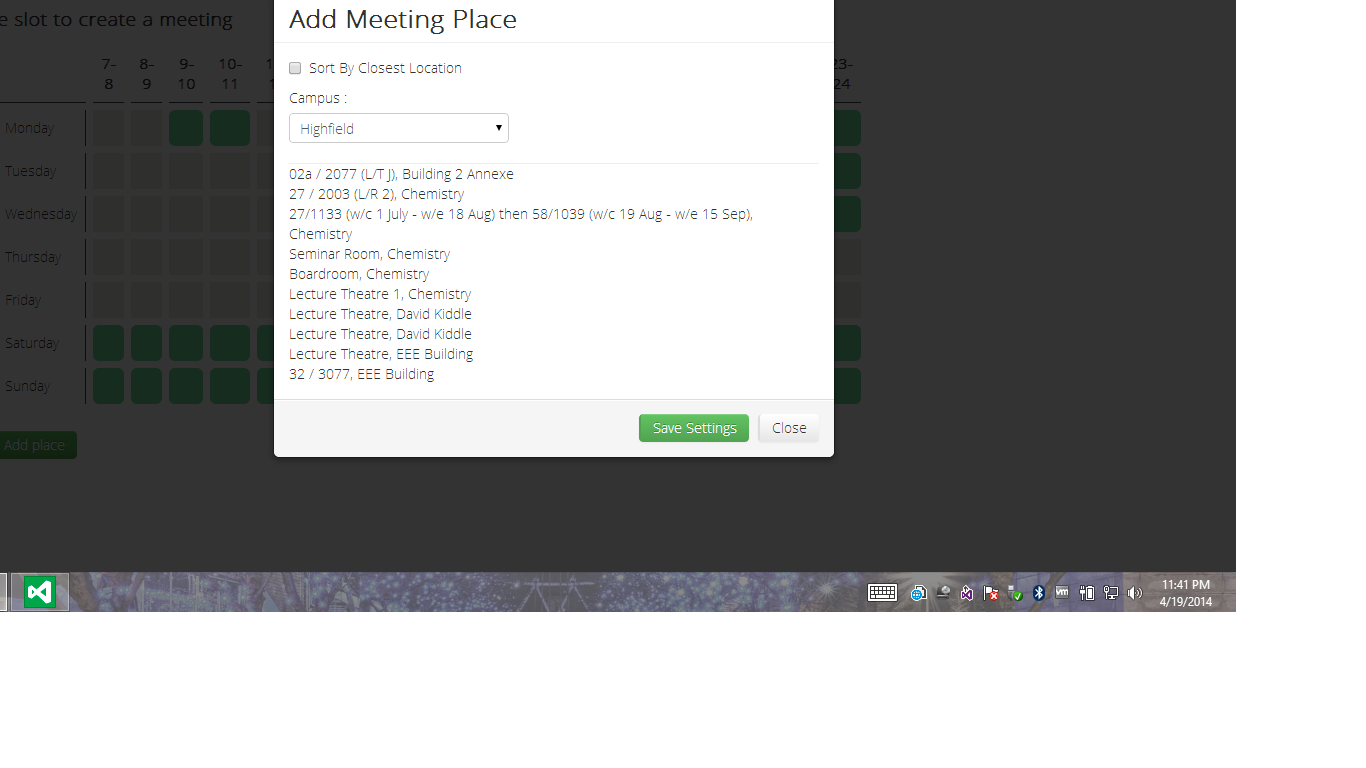 e slot to create a meeting
Add Meeting Place
Sort By Closest Location
Campus :
Highfield
02a / 2077 (L/T J), Building 2 Annexe
27 / 2003 (L/R 2), Chemistry
27/1133 (w/c 1 July - w/e 18 Aug) then 58/1039 (w/c 19 Aug - w/e 15 Sep),
Chemistry
Seminar Room, Chemistry
Boardroom, Chemistry
Lecture Theatre 1, Chemistry
Lecture Theatre, David Kiddle
Lecture Theatre, David Kiddle
Lecture Theatre, EEE Building
32 / 3077, EEE Building
Save Settings
Close
7-8
8-9
9-10
10-11
1
1
23-24
Monday
Tuesday
Wednesday
Thursday
Friday
Saturday
Sunday
Add place
vm
11:41 PM
4/19/2014